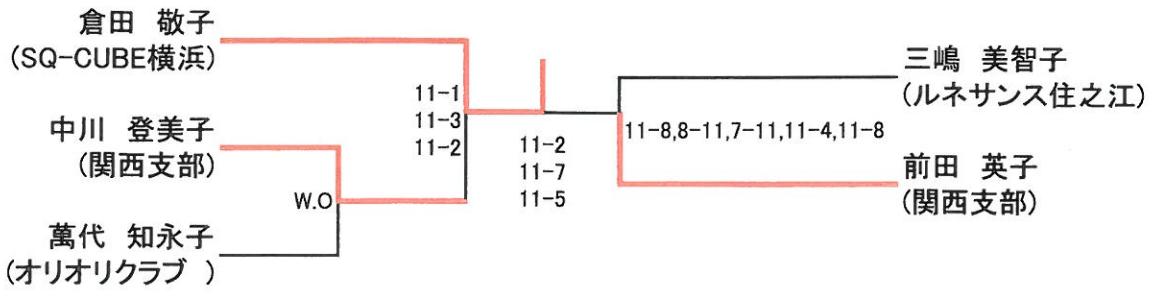 倉田 敬子
(SQ-CUBE横浜)
中川 登美子
(関西支部)
萬代 知永子
(オリオリクラブ )
W.O
11-1
11-3
11-2
11-2
11-7
11-5
三嶋 美智子
(ルネサンス住之江)
11-8,8-11,7-11,11-4,11-8
前田 英子
(関西支部)